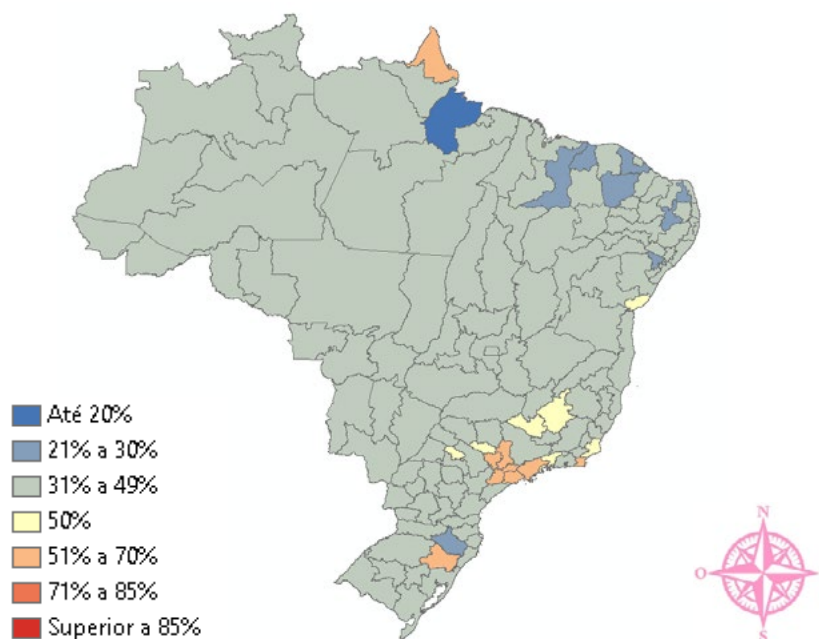 Até 20%
21% a 30%
31% a 49%
50%
51% a 70%
71% a 85%
Superior a 85%
N
O
L
S